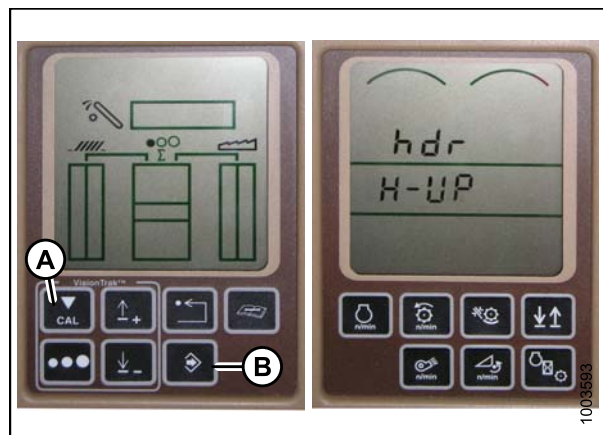 A
VisionTrak™
CAL
B
hdr
H-UP
n/min
n/min
n/min
n/min
1003593